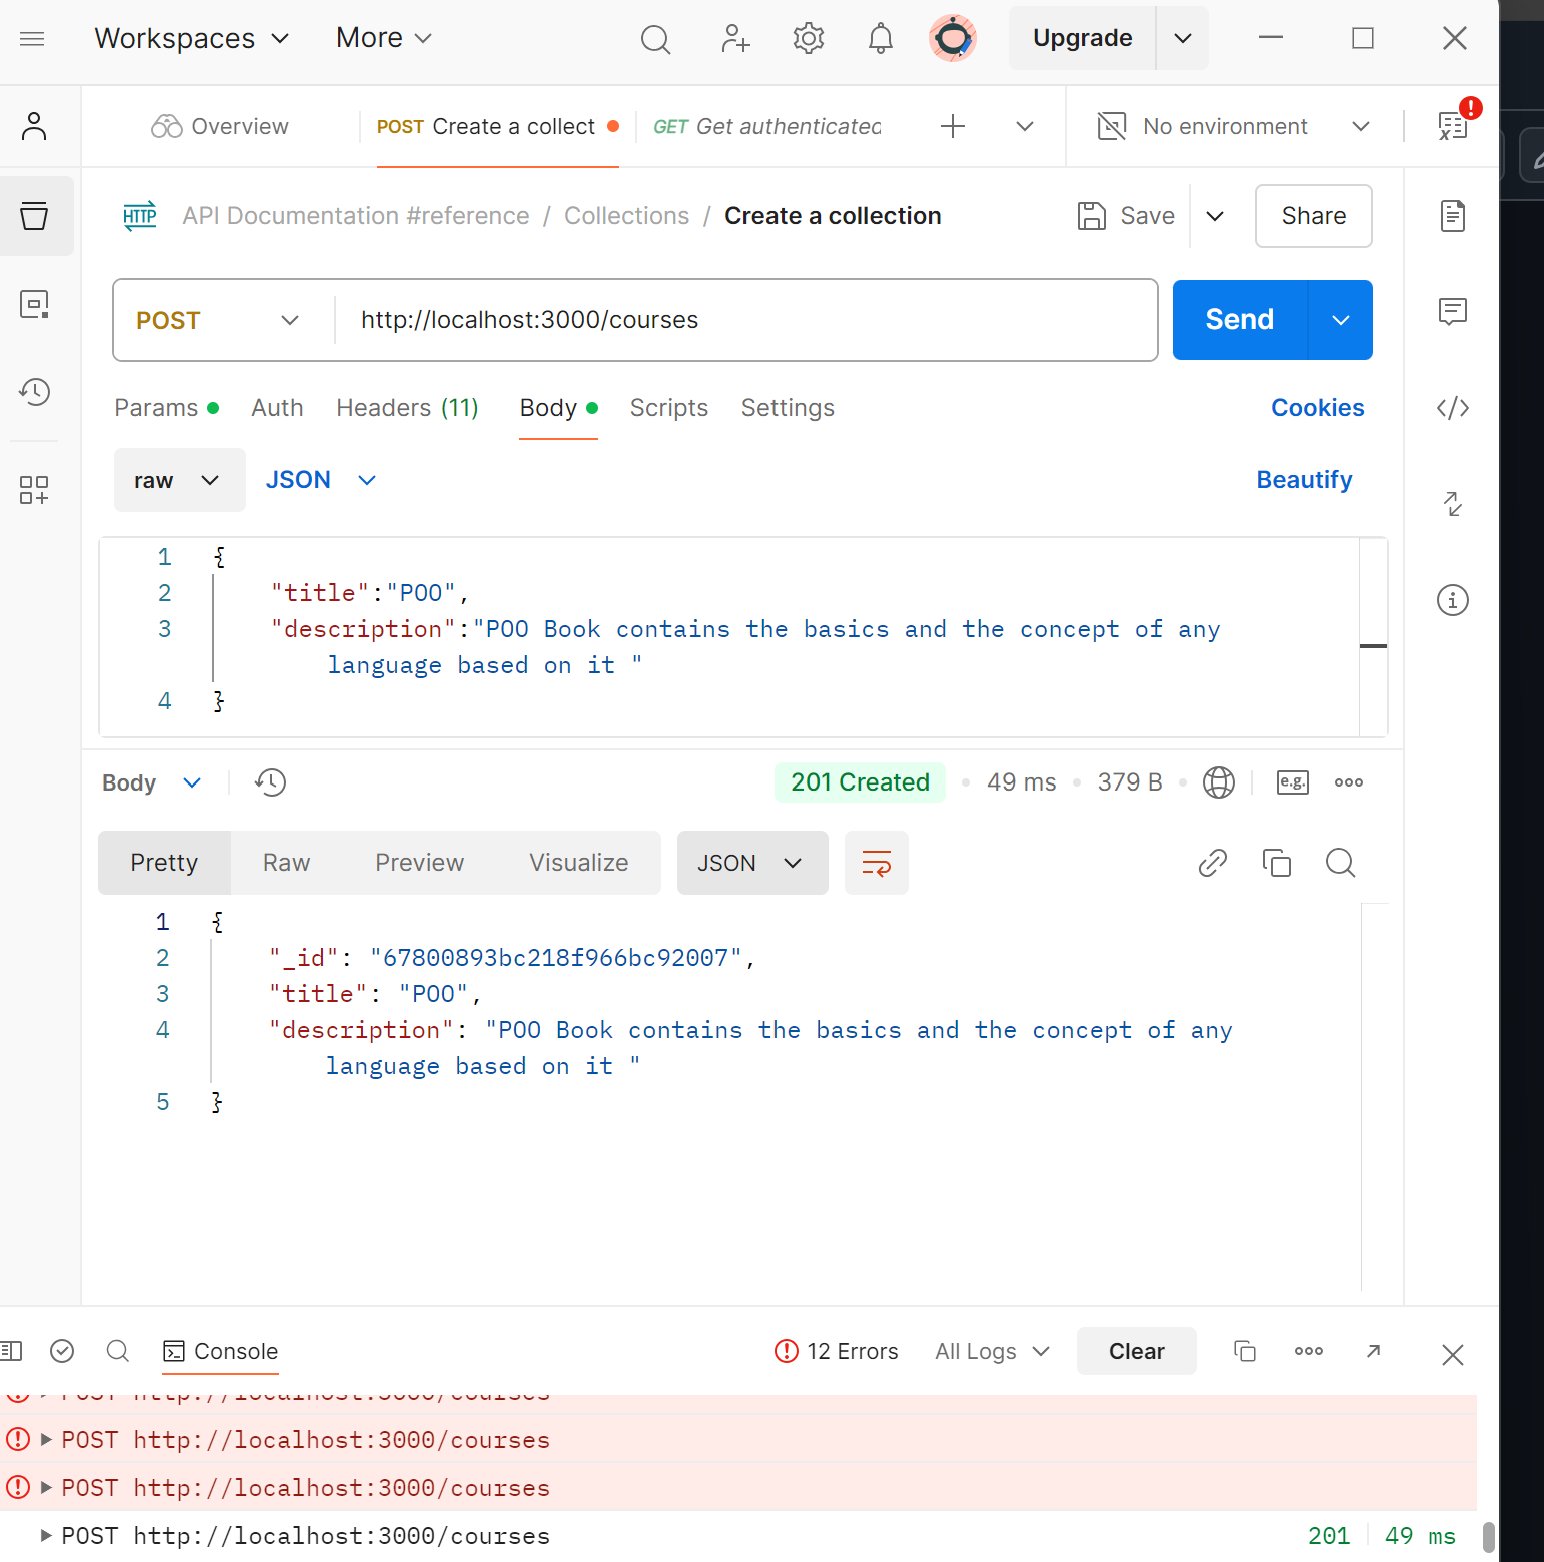 Workspaces More Upgrade
Overview POST Create a collect GET Get authenticated No environment
HTTP API Documentation #reference / Collections / Create a collection Save Share
POST http://localhost:3000/courses Send
Params Auth Headers (11) Body Scripts Settings Cookies
raw JSON Beautify
1 {
2 "title":"POO",
3 "description":"POO Book contains the basics and the concept of any
language based on it "
4 }
Body 201 Created 49 ms 379 B e.g.
Pretty Raw Preview Visualize JSON
1 {
2 "_id": "67800893bc218f966bc92007",
3 "title": "POO",
4 "description": "POO Book contains the basics and the concept of any
language based on it "
5 }
Console 12 Errors All Logs Clear
POST http://localhost:3000/courses
POST http://localhost:3000/courses
POST http://localhost:3000/courses
POST http://localhost:3000/courses 201 49 ms